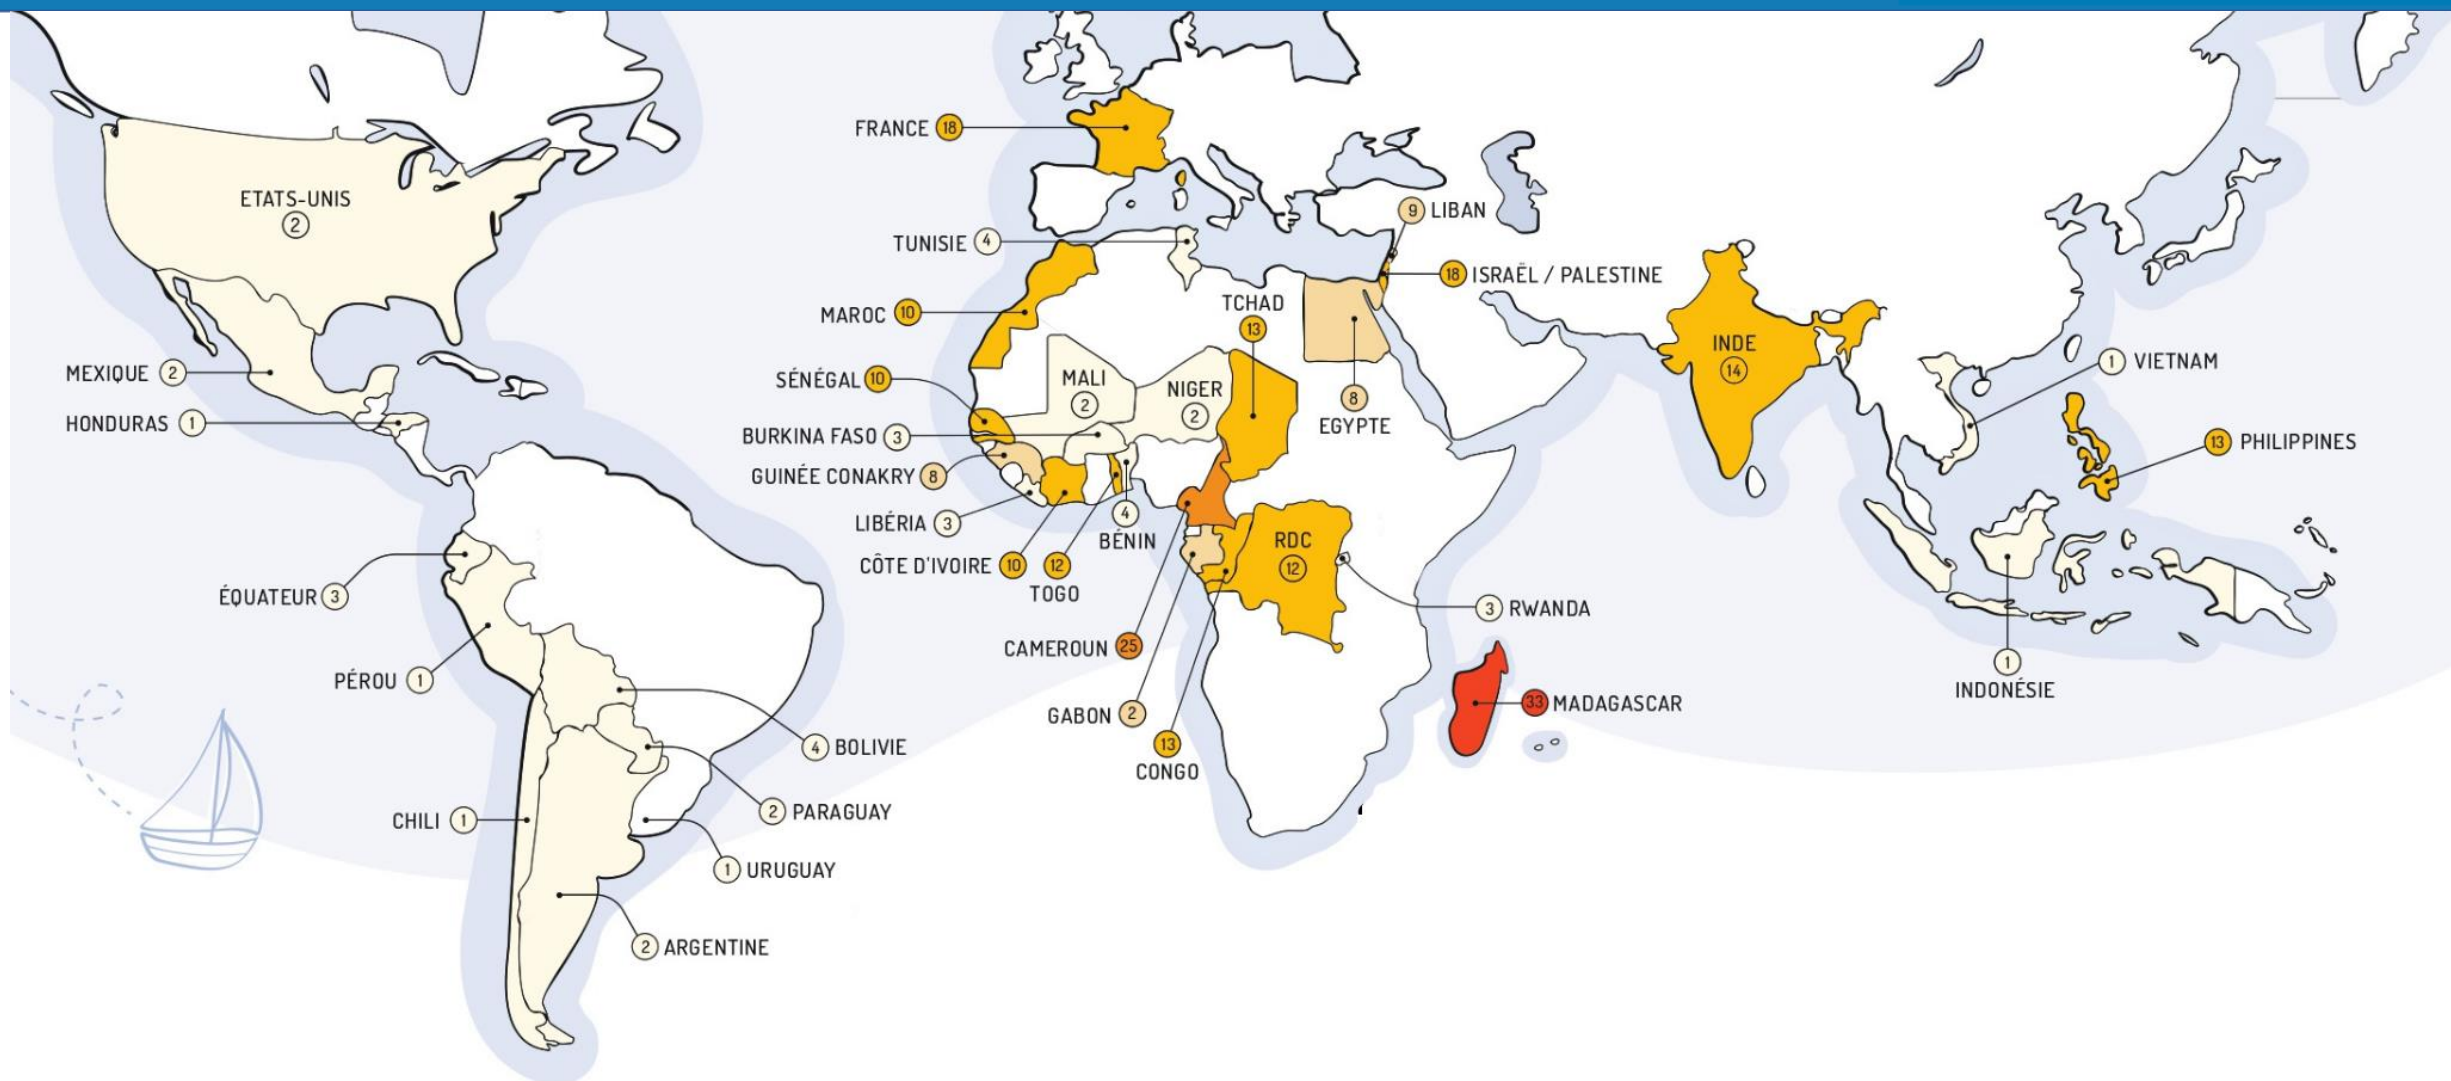 FRANCE 18
ETATS-UNIS
2
9 LIBAN
TUNISIE 4
18 ISRAËL / PALESTINE
TCHAD
13
MAROC 10
INDE
14
MEXIQUE 2
SÉNÉGAL 10
MALI
2
NIGER
2
8
EGYPTE
1 VIETNAM
HONDURAS 1
BURKINA FASO 3
13 PHILIPPINES
GUINÉE CONAKRY 8
LIBÉRIA 3
4
BÉNIN
CÔTE D'IVOIRE 10
12
TOGO
RDC
12
ÉQUATEUR 3
3 RWANDA
CAMEROUN 25
PÉROU 1
1
INDONÉSIE
GABON 2
33 MADAGASCAR
13
CONGO
4 BOLIVIE
CHILI 1
2 PARAGUAY
1 URUGUAY
2 ARGENTINE